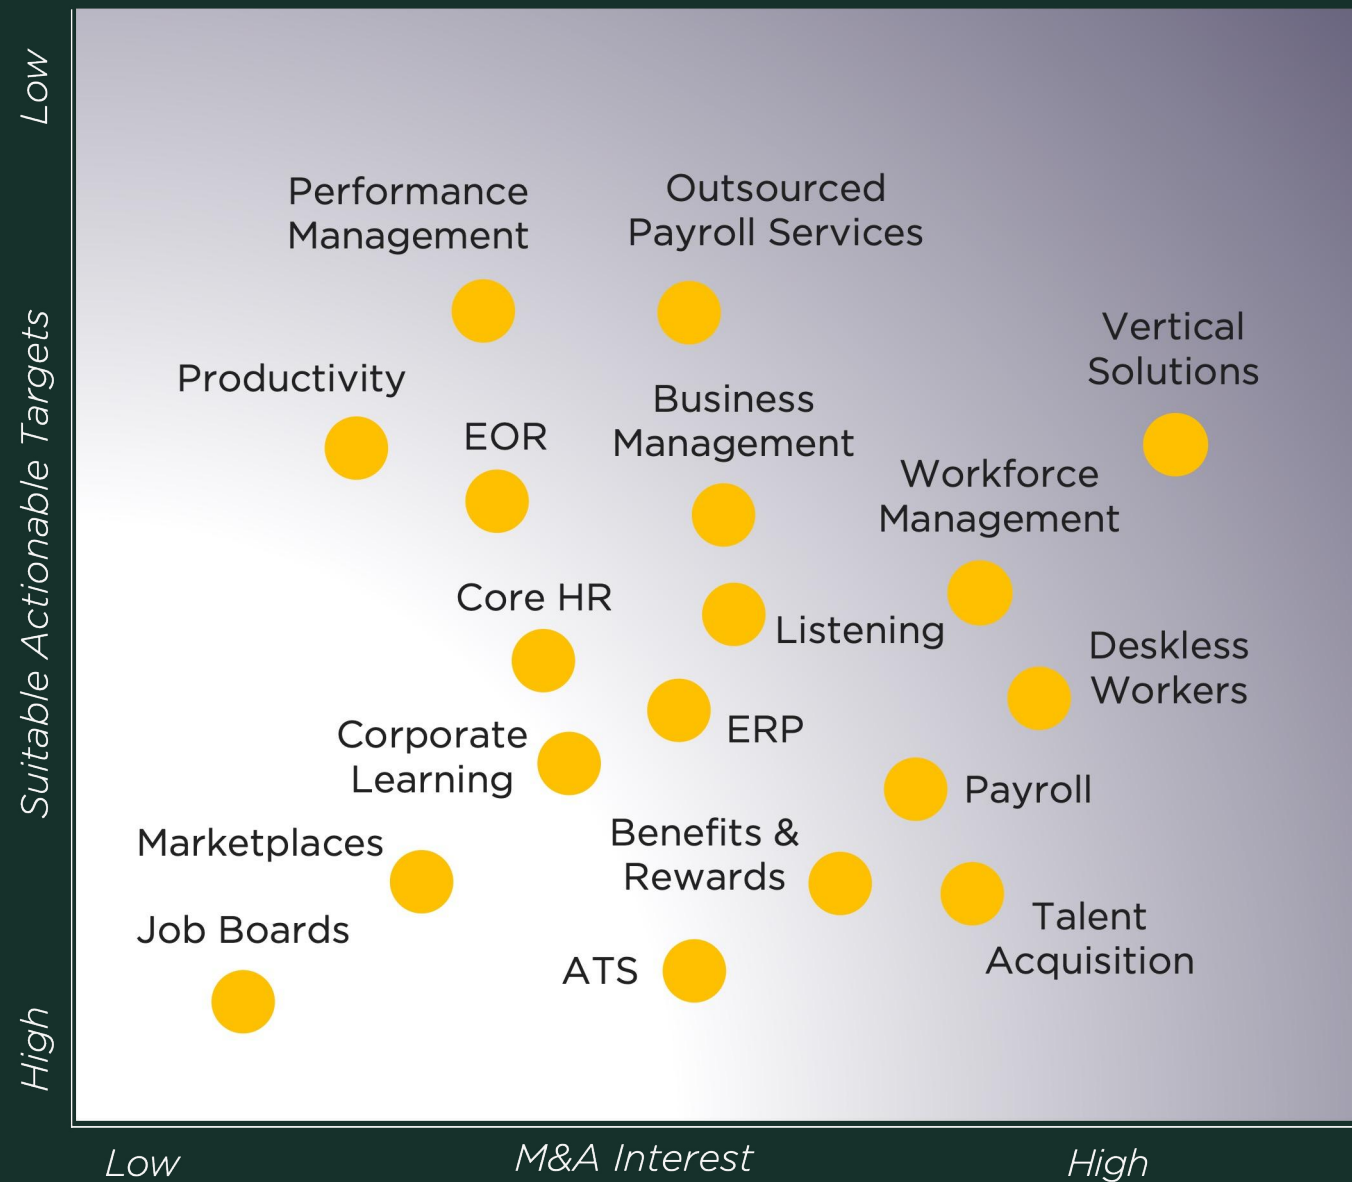 Low
Suitable Actionable Targets
High
Performance
Management
Outsourced
Payroll Services
Vertical
Solutions
Productivity
EOR
Business
Management
Workforce
Management
Core HR
Listening
Deskless
Workers
Corporate
Learning
ERP
Payroll
Marketplaces
Benefits &
Rewards
Job Boards
ATS
Talent
Acquisition
Low
M&A Interest
High